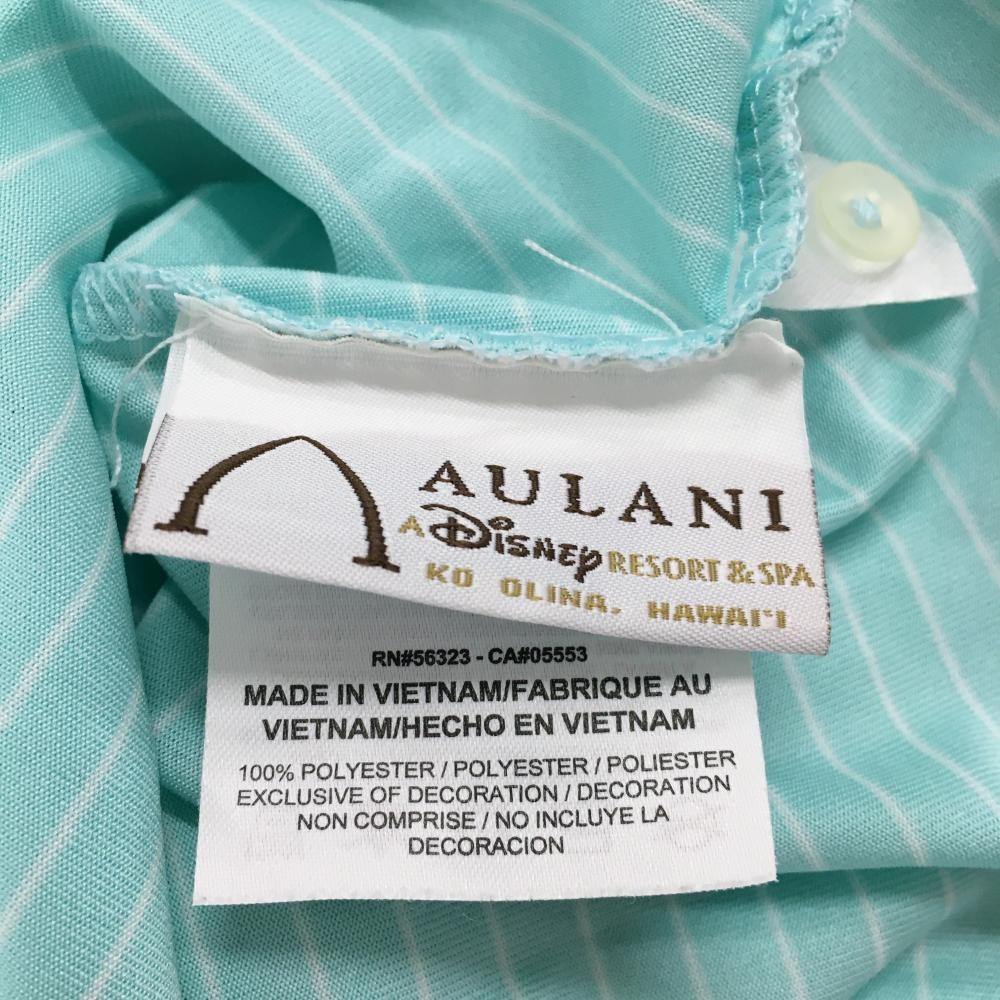 AULANI
A Disney RESORT & SPA
KO OLINA, HAWAI'I
RN#56323 - CA#05553
MADE IN VIETNAM/FABRIQUE AU
VIETNAM/HECHO EN VIETNAM
100% POLYESTER / POLYESTER / POLIESTER
EXCLUSIVE OF DECORATION / DECORATION
NON COMPRISE / NO INCLUYE LA
DECORACION